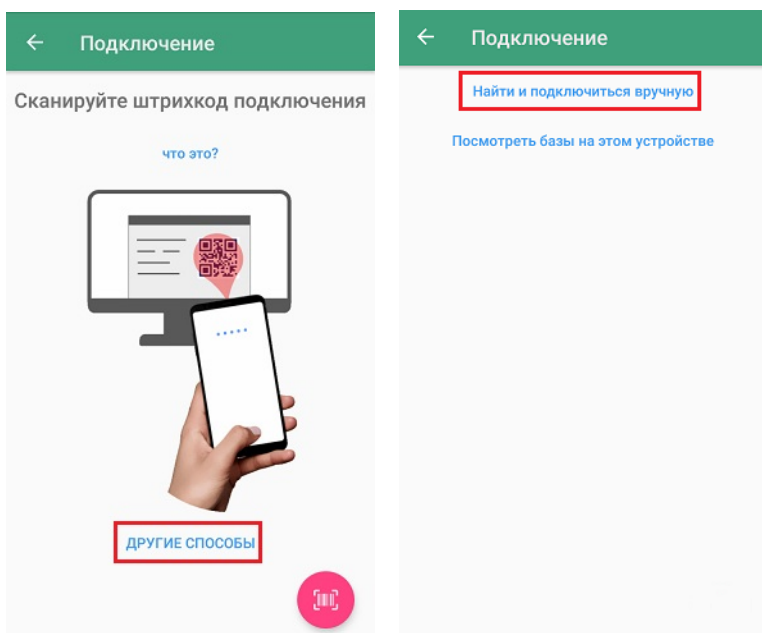 Подключение
Сканируйте штрихкод подключения
что это?
ДРУГИЕ СПОСОБЫ
Подключение
Найти и подключиться вручную
Посмотреть базы на этом устройстве